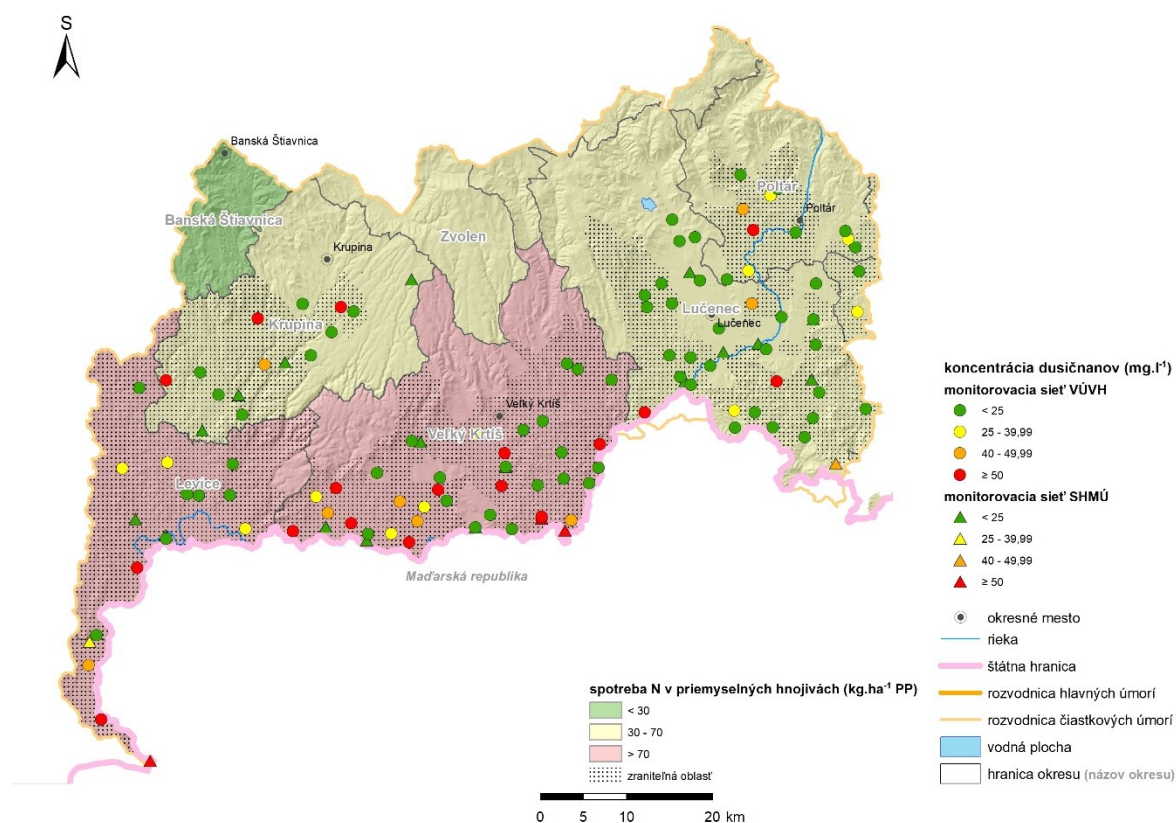 S
Banská Štiavnica
Banská Štiavnica
Poltár
Poltár
Zvolen
Krupina
Krupina
Lučenec
Lučenec
Veľký Krtíš
Veľký Krtíš
Levice
Maďarská republika
koncentrácia dusičnanov (mg.l⁻¹)
monitorovacia sieť VÚVH
< 25
25 - 39,99
40 - 49,99
≥ 50
monitorovacia sieť SHMÚ
< 25
25 - 39,99
40 - 49,99
≥ 50
okresné mesto
rieka
štátna hranica
rozvodnica hlavných úmorí
rozvodnica čiastkových úmorí
vodná plocha
hranica okresu (názov okresu)
spotreba N v priemyselných hnojivách (kg.ha⁻¹ PP)
< 30
30 - 70
> 70
zraniteľná oblasť
0 5 10 20 km